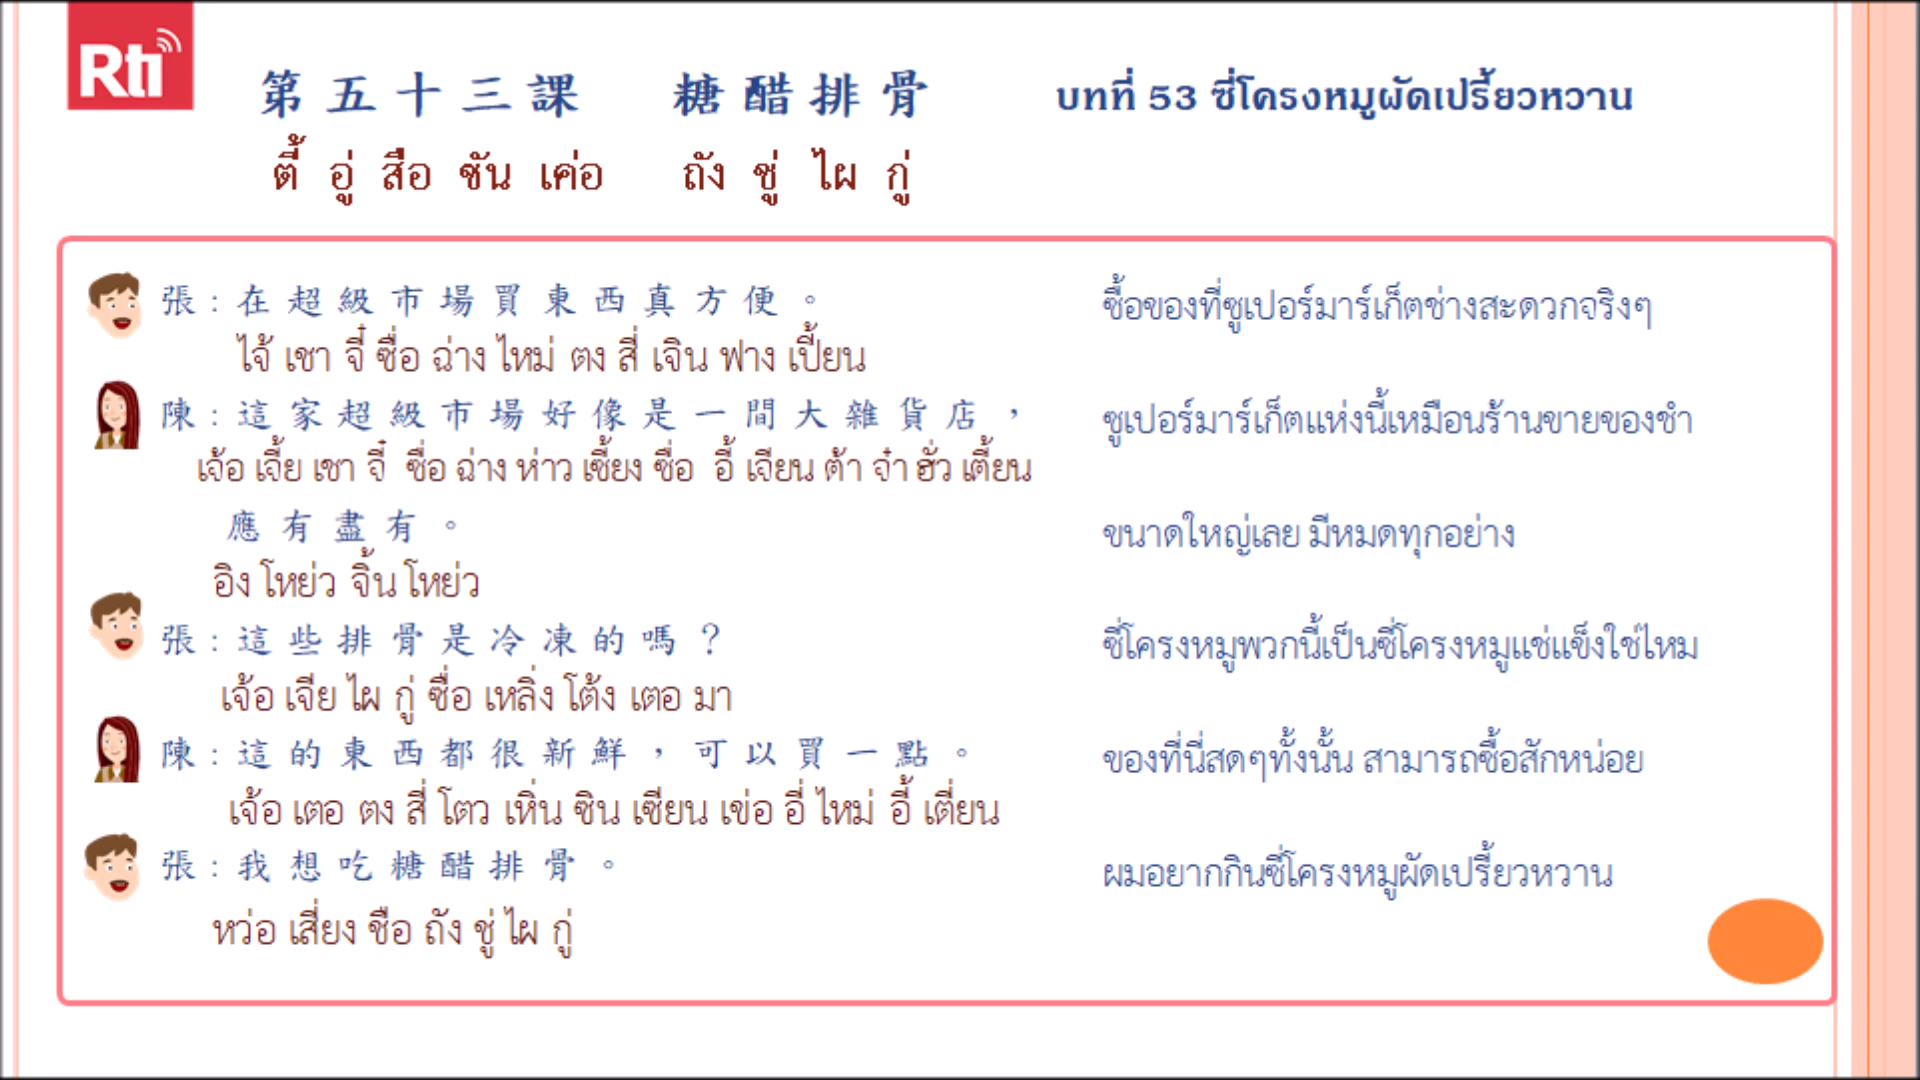 Rti
第五十三課 糖醋排骨 บทที่ 53 ซี่โครงหมูผัดเปรี้ยวหวาน
ตี้ อู่ สือ ซัน เค่อ ถัง ชู่ ไผ กู่
張：在超級市場買東西真方便。 ซื้อของที่ซูเปอร์มาร์เก็ตช่างสะดวกจริงๆ
ไจ้ เชา จี๋ ซื่อ ฉ่าง ไหม่ ตง สี่ เจิน ฟาง เปี้ยน
陳：這家超級市場好像是一間大雜貨店， ซูเปอร์มาร์เก็ตแห่งนี้เหมือนร้านขายของชำ
เจ้อ เจี้ย เชา จี๋ ซื่อ ฉ่าง ห่าว เซี้ยง ซื่อ อี้ เจียน ต้า จ๋า ฮั่ว เตี้ยน
應有盡有。 ขนาดใหญ่เลย มีหมดทุกอย่าง
อิง โหย่ว จิ้น โหย่ว
張：這些排骨是冷凍的嗎？ ซี่โครงหมูพวกนี้เป็นซี่โครงหมูแช่แข็งใช่ไหม
เจ้อ เจีย ไผ กู่ ซื่อ เหลิ่ง โต้ง เตอ มา
陳：這的東西都很新鮮，可以買一點。 ของที่นี่สดๆทั้งนั้น สามารถซื้อสักหน่อย
เจ้อ เตอ ตง สี่ โตว เหิ่น ซิน เซียน เข่อ อี่ ไหม่ อี้ เตี่ยน
張：我想吃糖醋排骨。 ผมอยากกินซี่โครงหมูผัดเปรี้ยวหวาน
หว่อ เสี่ยง ชือ ถัง ชู่ ไผ กู่